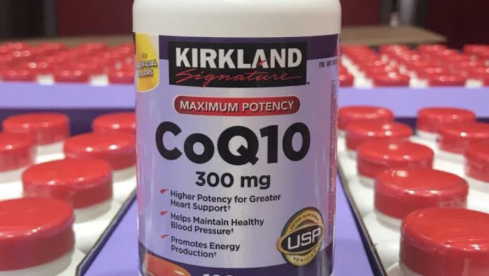 KIRKLAND
Signature
MAXIMUM POTENCY
CoQ10
300 mg
Higher Potency for Greater
Heart Support†
Helps Maintain Healthy
Blood Pressure†
Promotes Energy
Production†
USP